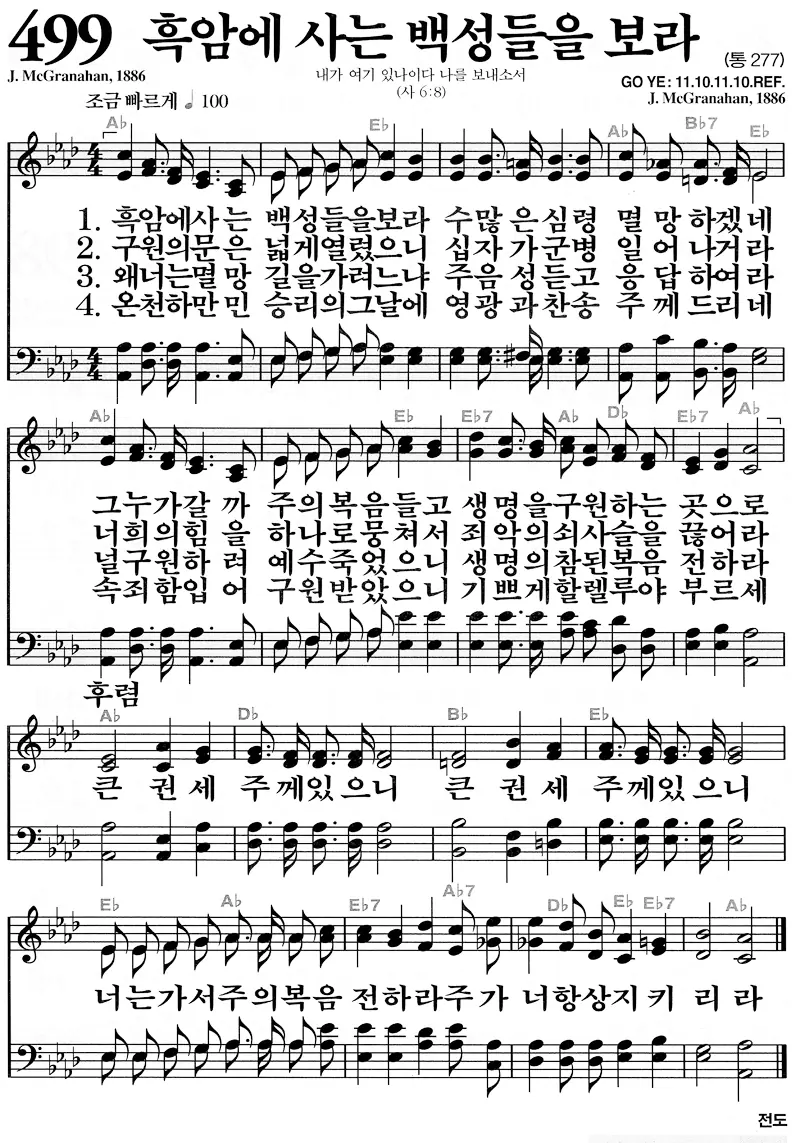 499 흑암에 사는 백성들을 보라 (통 277)
J. McGranahan, 1886
내가 여기 있나이다 나를 보내소서
(사 6:8)
GO YE : 11.10.11.10.REF.
J. McGranahan, 1886
조금 빠르게 ♩ 100
A♭ E♭ A♭ B♭7 E♭
4 4
1. 흑암에사 는 백성들을보라 수많 은심령 멸 망 하겠네
2. 구원의문 은 넓게열렸으니 십자 가군병 일 어 나거라
3. 왜너는멸 망 길을가려느냐 주음 성듣고 응 답 하여라
4. 온천하만 민 승리의그날에 영광 과찬송 주 께 드리네
4 4
A♭ E♭ E♭7 A♭ D♭ E♭7 A♭
그누가갈 까 주의복음들고 생명을구원하는 곳으로
너희의힘 을 하나로뭉쳐서 죄악의쇠사슬을 끊어라
널구원하 려 예수죽었으니 생명의참된복음 전하라
속죄함입 어 구원받았으니 기쁘게할렐루야 부르세
후렴
A♭ D♭ B♭ E♭
큰 권 세 주께있으니 큰 권 세 주께있으니
E♭ A♭ E♭7 A♭7 D♭ E♭ E♭7 A♭
너는가서주의복음 전하라주가 너항상지키 리 라
전도